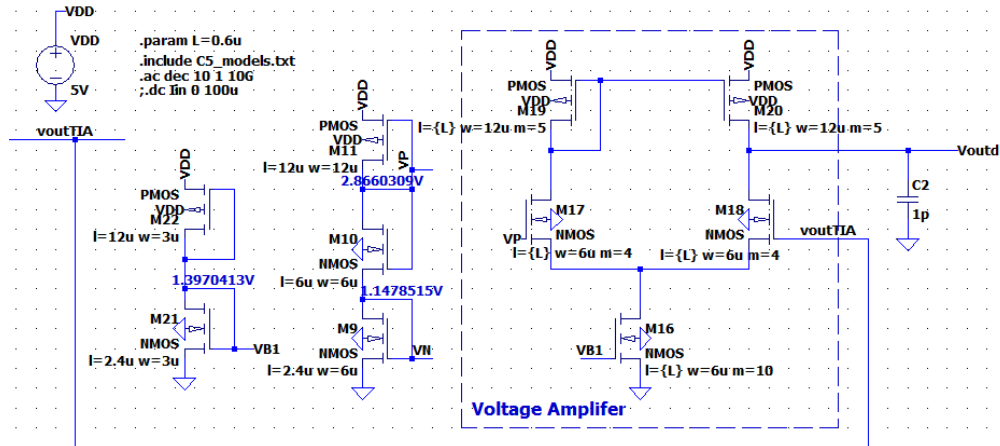 VDD
VDD
5V
.param L=0.6u
.include C5_models.txt
.ac dec 10 1 10G
;.dc Iin 0 100u
voutTIA
VDD
PMOS
VDD
M22
l=12u w=3u
1.3970413V
M21
NMOS
l=2.4u w=3u
VB1
VDD
PMOS
VDD
M11
l=12u w=12u
VP
2.8660309V
M10
NMOS
l=6u w=6u
1.1478515V
M9
NMOS
l=2.4u w=6u
VN
VDD
PMOS
VDD
M19
l={L} w=12u m=5
VDD
PMOS
VDD
M20
l={L} w=12u m=5
Voutd
C2
1p
M17
NMOS
VP
l={L} w=6u m=4
M18
NMOS
l={L} w=6u m=4
voutTIA
M16
VB1
NMOS
l={L} w=6u m=10
Voltage Amplifer